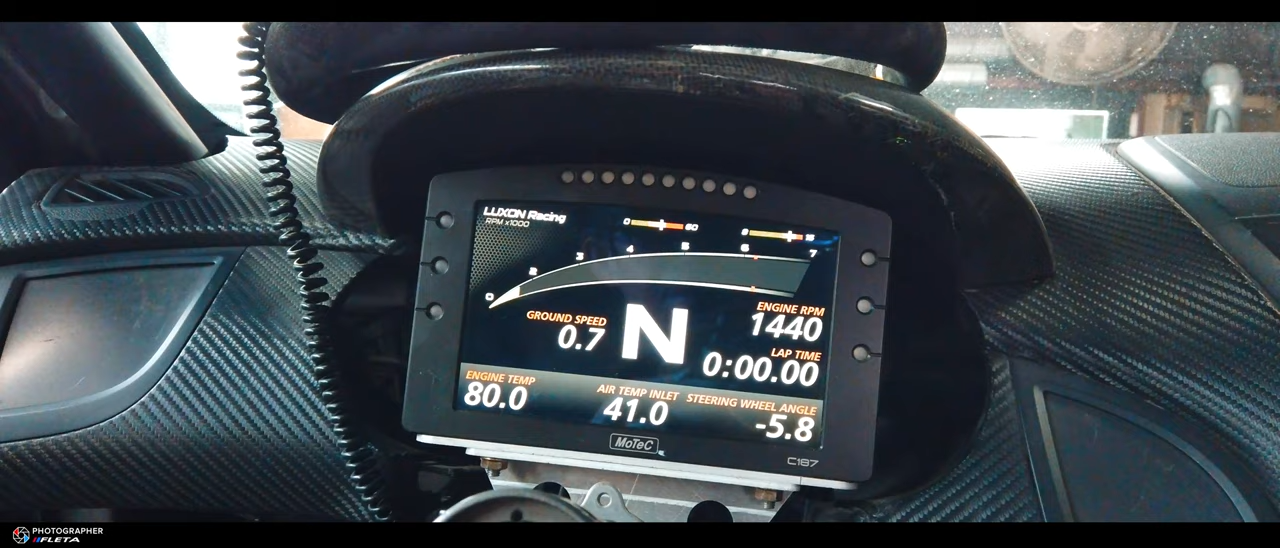 LUXON Racing
RPM x1000
0 60
8 16
0 2 3 4 5 6 7
GROUND SPEED
0.7
N
ENGINE RPM
1440
LAP TIME
0:00.00
ENGINE TEMP
80.0
AIR TEMP INLET
41.0
STEERING WHEEL ANGLE
-5.8
MoTeC
C187
PHOTOGRAPHER
FLETA